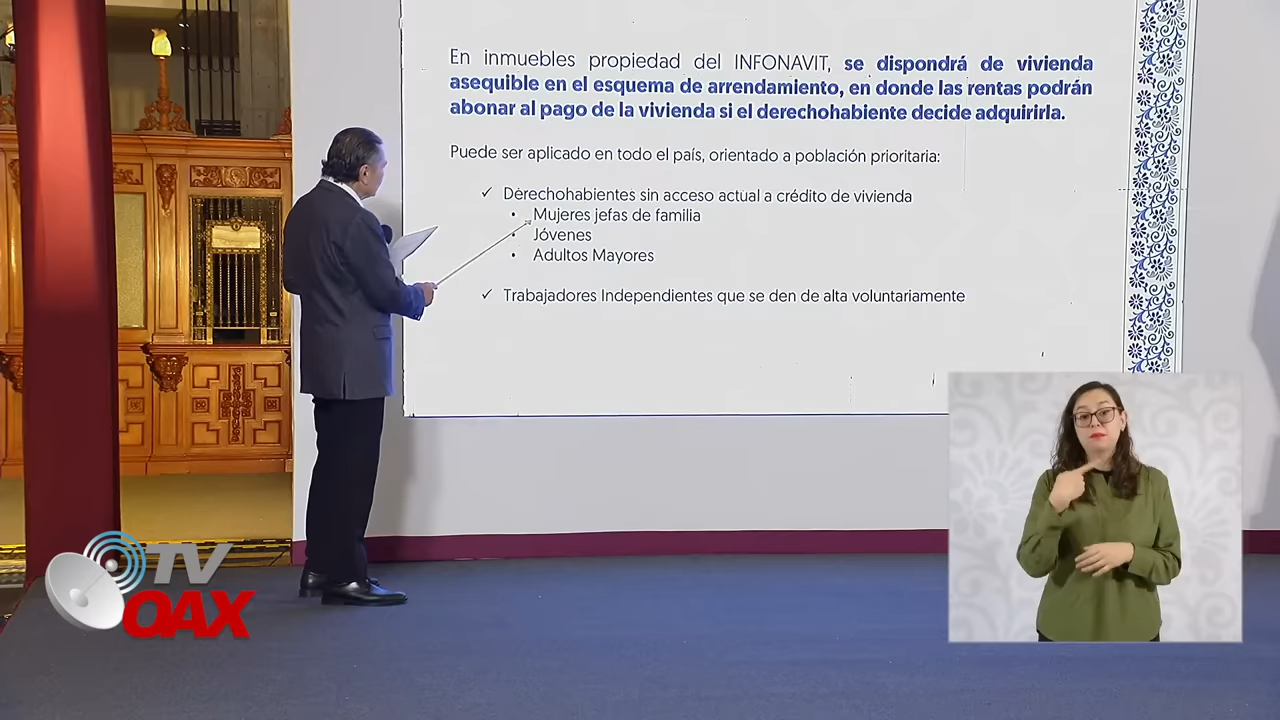 En inmuebles propiedad del INFONAVIT, se dispondrá de vivienda
asequible en el esquema de arrendamiento, en donde las rentas podrán
abonar al pago de la vivienda si el derechohabiente decide adquirirla.
Puede ser aplicado en todo el país, orientado a población prioritaria:
✓ Derechohabientes sin acceso actual a crédito de vivienda
• Mujeres jefas de familia
• Jóvenes
• Adultos Mayores
✓ Trabajadores Independientes que se den de alta voluntariamente
TV
OAX